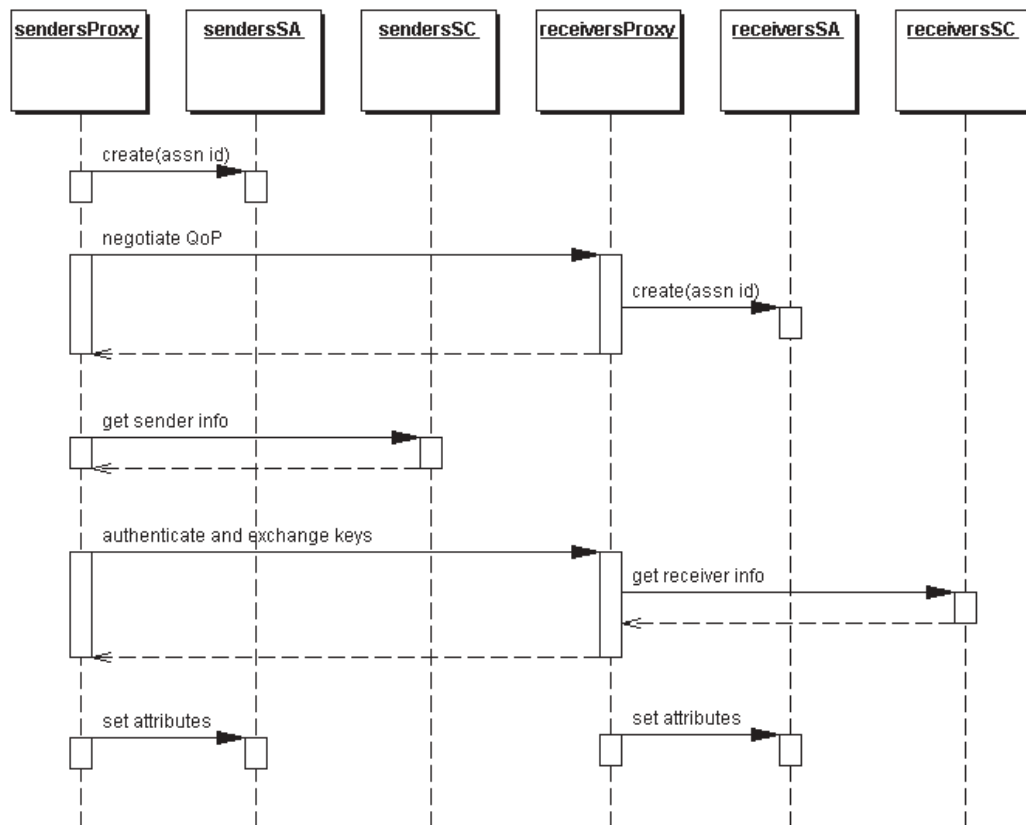 sendersProxy
sendersSA
sendersSC
receiversProxy
receiversSA
receiversSC
create(assn id)
negotiate QoP
create(assn id)
get sender info
authenticate and exchange keys
get receiver info
set attributes
set attributes